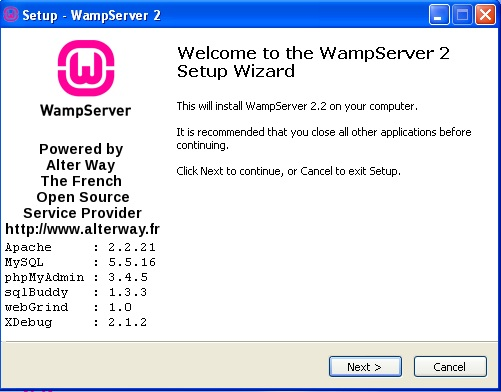 Setup - WampServer 2
WampServer
Powered by
Alter Way
The French
Open Source
Service Provider
http://www.alterway.fr
Apache : 2.2.21
MySQL : 5.5.16
phpMyAdmin : 3.4.5
sqlBuddy : 1.3.3
webGrind : 1.0
XDebug : 2.1.2
Welcome to the WampServer 2
Setup Wizard
This will install WampServer 2.2 on your computer.
It is recommended that you close all other applications before
continuing.
Click Next to continue, or Cancel to exit Setup.
Next >
Cancel